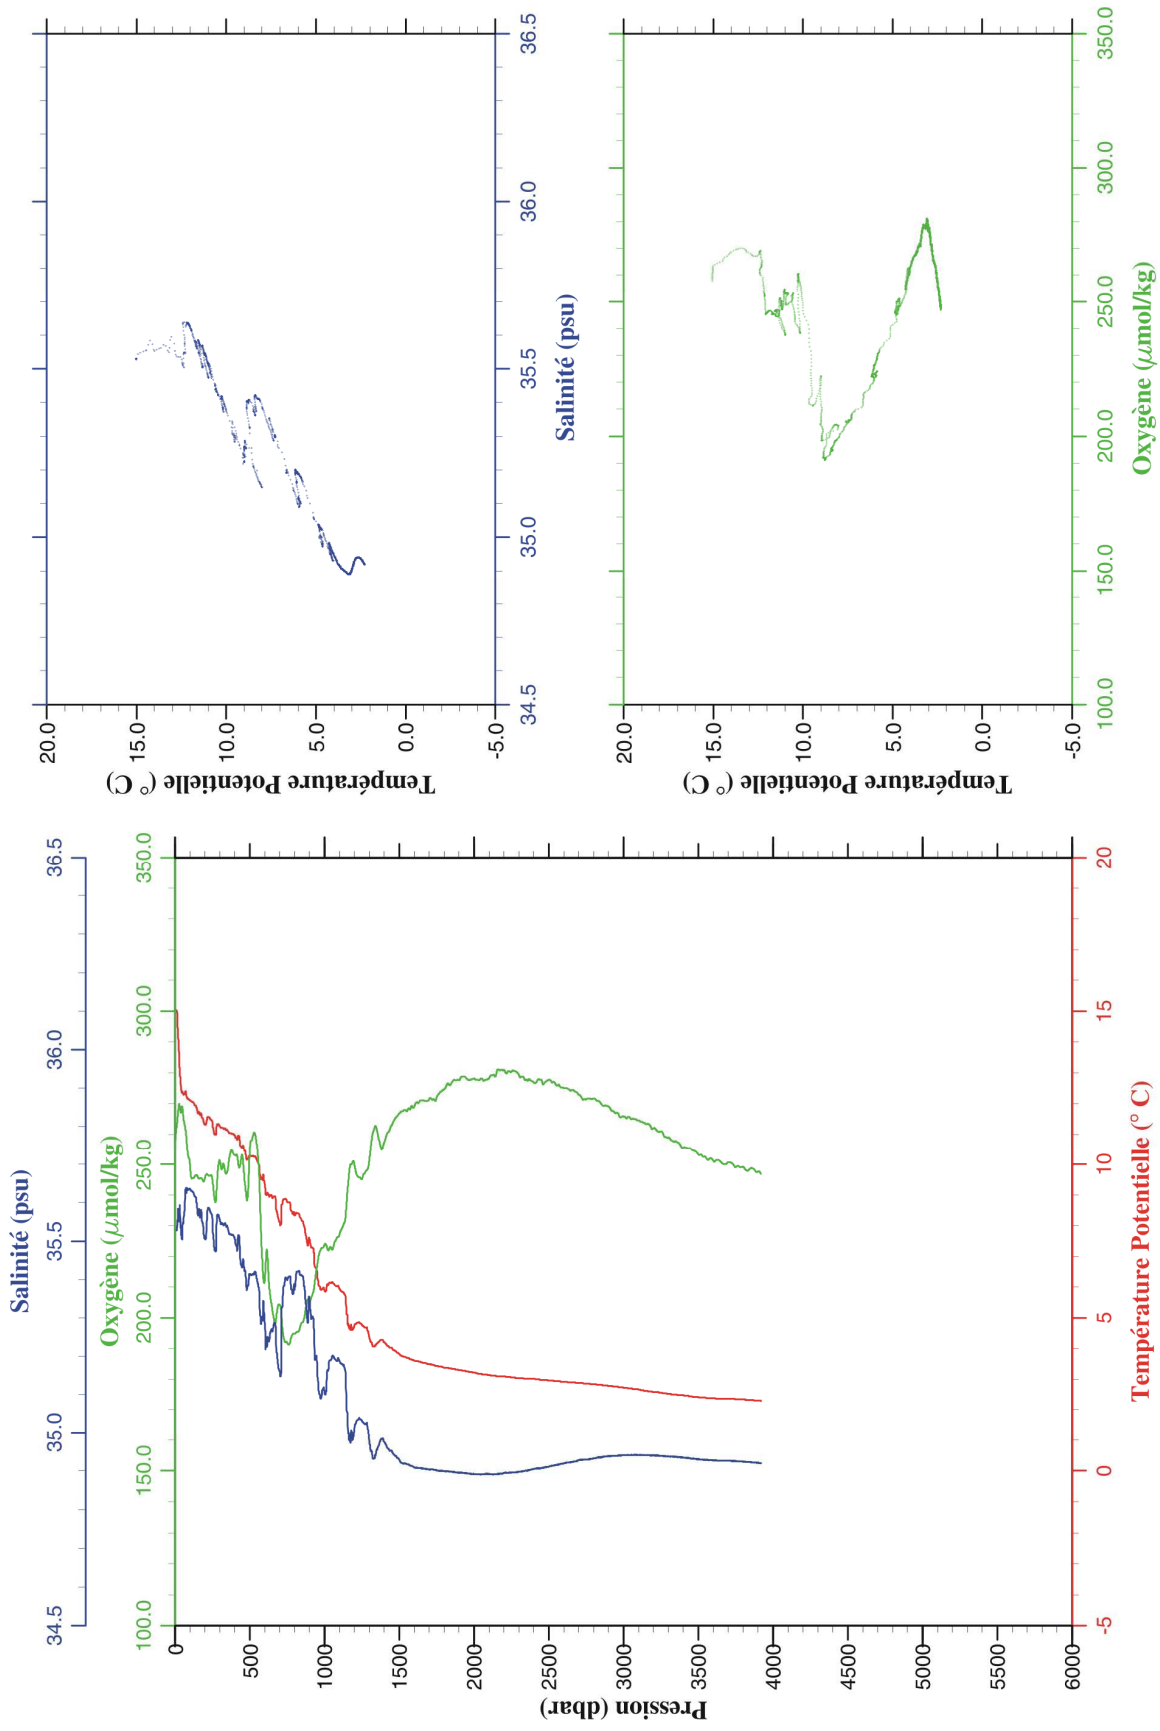 Salinité (psu)
34.5 35.0 35.5 36.0 36.5
Oxygène (μmol/kg)
100.0 150.0 200.0 250.0 300.0 350.0
0
500
1000
1500
2000
2500
3000
3500
4000
4500
5000
5500
6000
Pression (dbar)
-5 0 5 10 15 20
Température Potentielle (° C)
20.0
15.0
10.0
5.0
0.0
-5.0
Température Potentielle (° C)
34.5 35.0 35.5 36.0 36.5
Salinité (psu)
20.0
15.0
10.0
5.0
0.0
-5.0
Température Potentielle (° C)
100.0 150.0 200.0 250.0 300.0 350.0
Oxygène (μmol/kg)